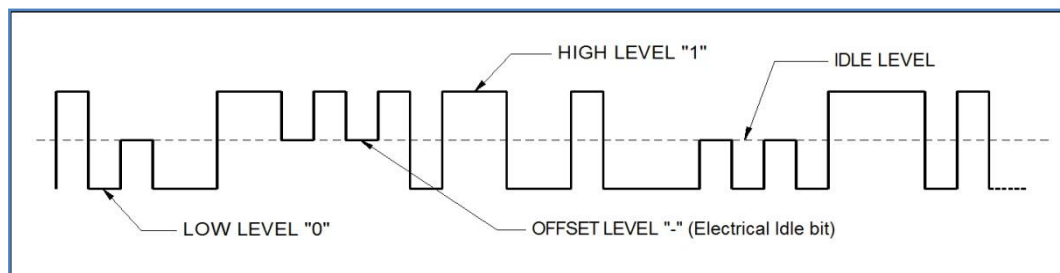 HIGH LEVEL "1"
IDLE LEVEL
LOW LEVEL "0"
OFFSET LEVEL "-" (Electrical Idle bit)